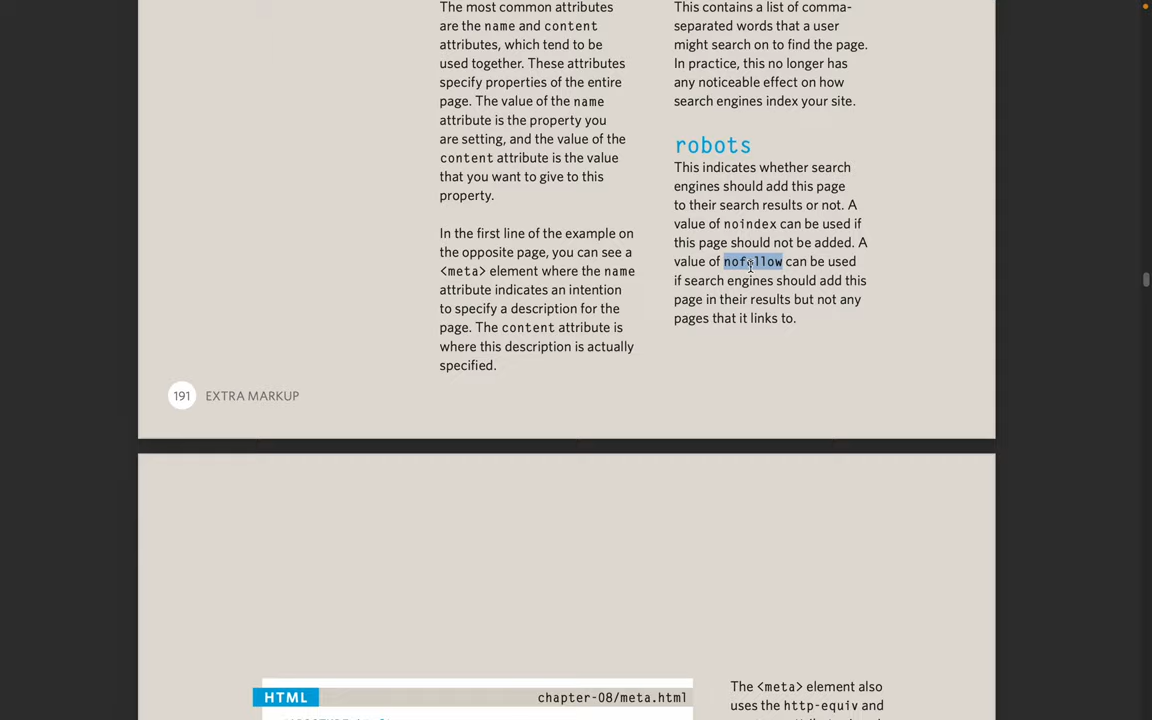 The most common attributes
are the name and content
attributes, which tend to be
used together. These attributes
specify properties of the entire
page. The value of the name
attribute is the property you
are setting, and the value of the
content attribute is the value
that you want to give to this
property.
In the first line of the example on
the opposite page, you can see a
<meta> element where the name
attribute indicates an intention
to specify a description for the
page. The content attribute is
where this description is actually
specified.
This contains a list of comma-
separated words that a user
might search on to find the page.
In practice, this no longer has
any noticeable effect on how
search engines index your site.
robots
This indicates whether search
engines should add this page
to their search results or not. A
value of noindex can be used if
this page should not be added. A
value of nofollow can be used
if search engines should add this
page in their results but not any
pages that it links to.
191 EXTRA MARKUP
HTML chapter-08/meta.html
The <meta> element also
uses the http-equiv and